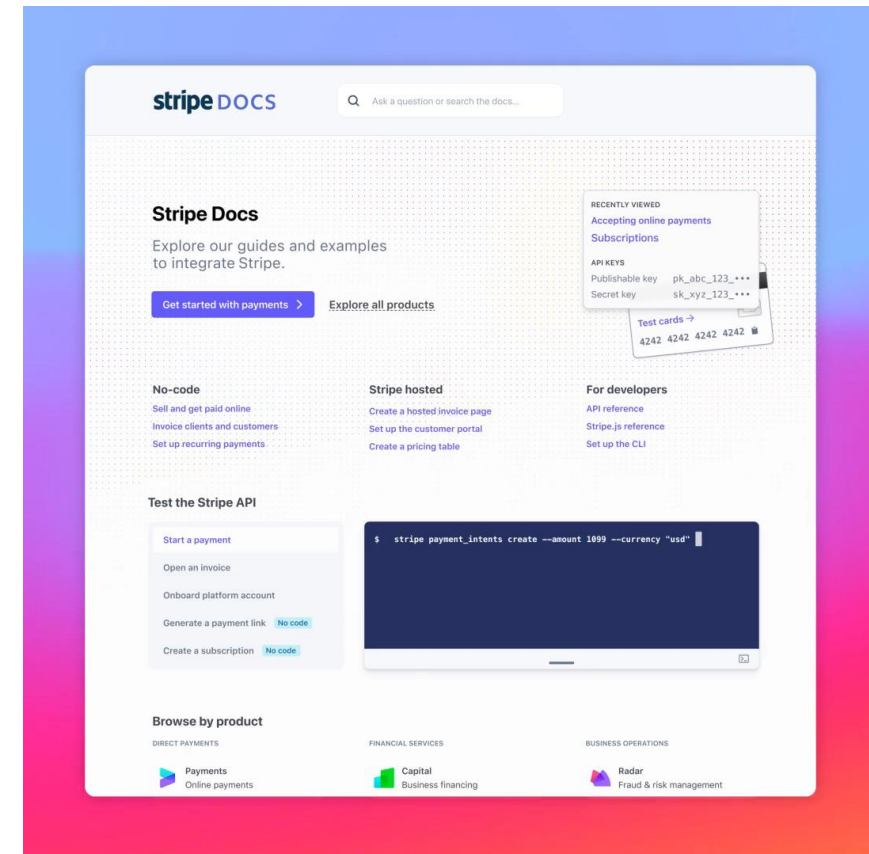 stripe DOCS
Ask a question or search the docs...
Stripe Docs
Explore our guides and examples
to integrate Stripe.
Get started with payments
Explore all products
RECENTLY VIEWED
Accepting online payments
Subscriptions
API KEYS
Publishable key pk_abc_123_•••
Secret key sk_xyz_123_•••
Test cards →
4242 4242 4242 4242
No-code
Sell and get paid online
Invoice clients and customers
Set up recurring payments
Stripe hosted
Create a hosted invoice page
Set up the customer portal
Create a pricing table
For developers
API reference
Stripe.js reference
Set up the CLI
Test the Stripe API
Start a payment
Open an invoice
Onboard platform account
Generate a payment link No code
Create a subscription No code
$ stripe payment_intents create --amount 1099 --currency "usd"
Browse by product
DIRECT PAYMENTS
Payments
Online payments
FINANCIAL SERVICES
Capital
Business financing
BUSINESS OPERATIONS
Radar
Fraud & risk management